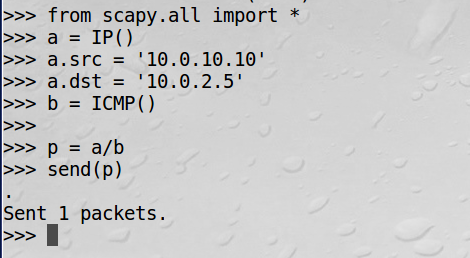 >>> from scapy.all import *
>>> a = IP()
>>> a.src = '10.0.10.10'
>>> a.dst = '10.0.2.5'
>>> b = ICMP()
>>>
>>> p = a/b
>>> send(p)
.
Sent 1 packets.
>>>